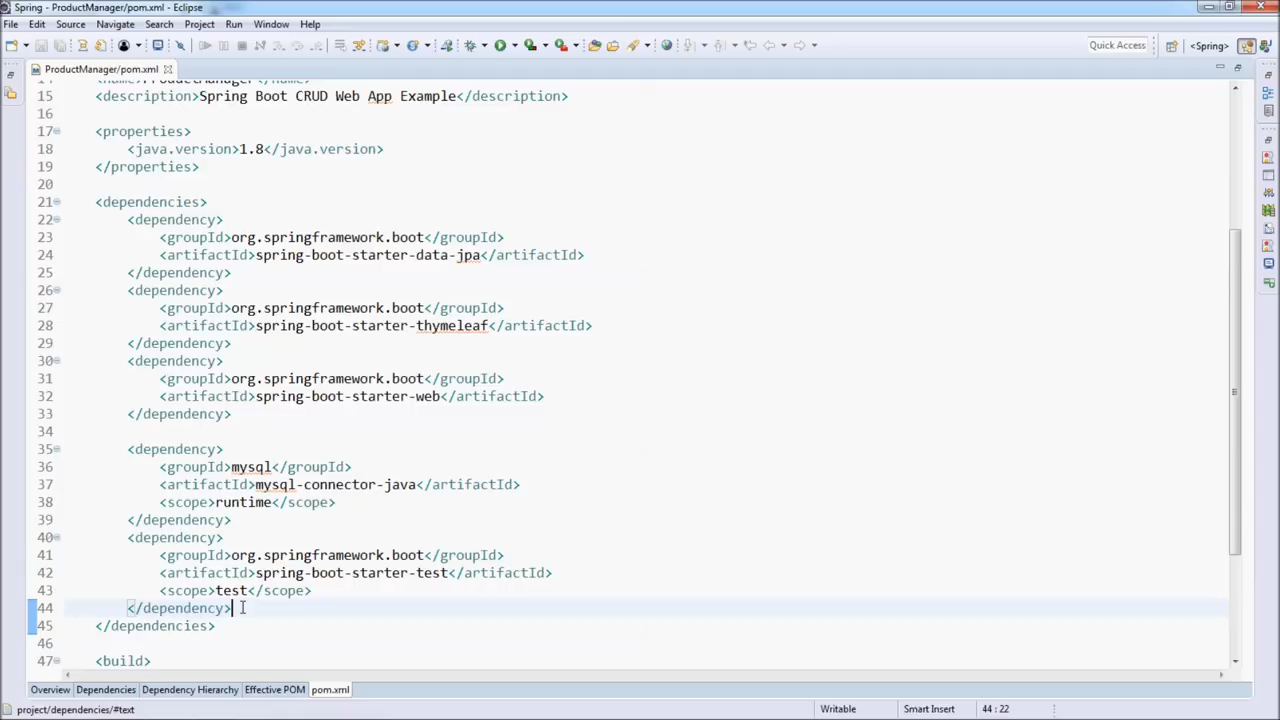 Spring - ProductManager/pom.xml - Eclipse
File Edit Source Navigate Search Project Run Window Help
Quick Access <Spring>
ProductManager/pom.xml
14 <name>ProductManager</name>
15 <description>Spring Boot CRUD Web App Example</description>
16
17 <properties>
18 <java.version>1.8</java.version>
19 </properties>
20
21 <dependencies>
22 <dependency>
23 <groupId>org.springframework.boot</groupId>
24 <artifactId>spring-boot-starter-data-jpa</artifactId>
25 </dependency>
26 <dependency>
27 <groupId>org.springframework.boot</groupId>
28 <artifactId>spring-boot-starter-thymeleaf</artifactId>
29 </dependency>
30 <dependency>
31 <groupId>org.springframework.boot</groupId>
32 <artifactId>spring-boot-starter-web</artifactId>
33 </dependency>
34
35 <dependency>
36 <groupId>mysql</groupId>
37 <artifactId>mysql-connector-java</artifactId>
38 <scope>runtime</scope>
39 </dependency>
40 <dependency>
41 <groupId>org.springframework.boot</groupId>
42 <artifactId>spring-boot-starter-test</artifactId>
43 <scope>test</scope>
44 </dependency>
45 </dependencies>
46
47 <build>
Overview Dependencies Dependency Hierarchy Effective POM pom.xml
project/dependencies/#text Writable Smart Insert 44 : 22